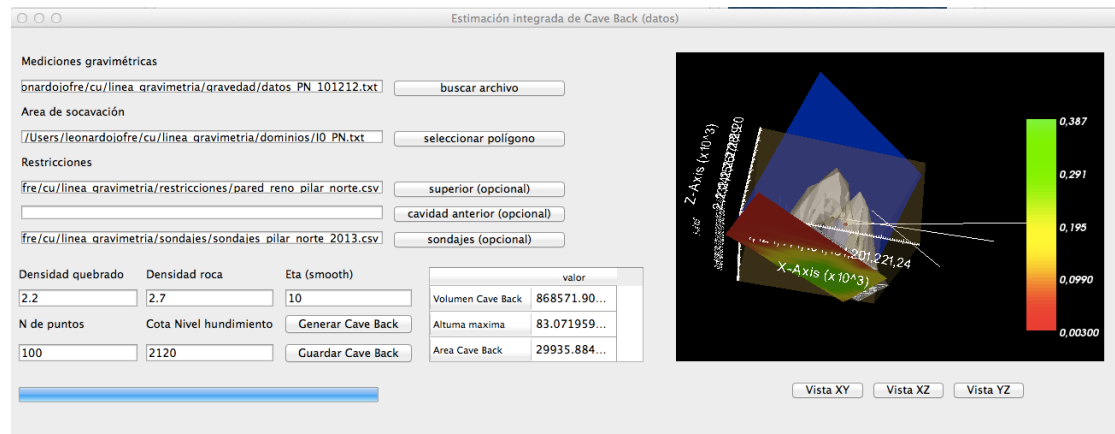 Estimación integrada de Cave Back (datos)
Mediciones gravimétricas
onardojofre/cu/linea_gravimetria/gravedad/datos_PN_101212.txt buscar archivo
Area de socavación
/Users/leonardojofre/cu/linea_gravimetria/dominios/l0_PN.txt seleccionar polígono
Restricciones
fre/cu/linea_gravimetria/restricciones/pared_reno_pilar_norte.csv superior (opcional)
cavidad anterior (opcional)
fre/cu/linea_gravimetria/sondajes/sondajes_pilar_norte_2013.csv sondajes (opcional)
Densidad quebrado Densidad roca Eta (smooth)
2.2 2.7 10
N de puntos Cota Nivel hundimiento Generar Cave Back
100 2120 Guardar Cave Back
valor
Volumen Cave Back 868571.90...
Altuma maxima 83.071959...
Area Cave Back 29935.884...
Z-Axis (x10^3)
X-Axis (x10^3)
0,387
0,291
0,195
0,0990
0,00300
Vista XY Vista XZ Vista YZ